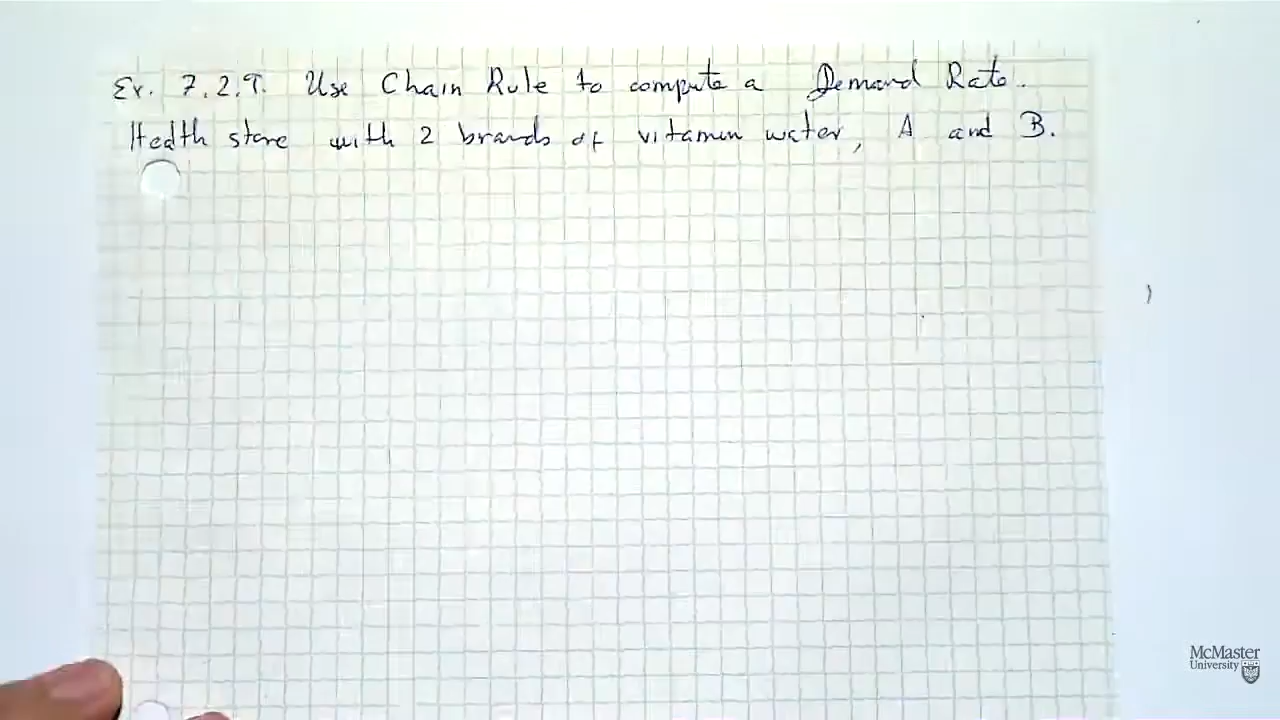 Ex. 7.2.9. Use Chain Rule to compute a Demand Rate.
Health store with 2 brands of vitamin water, A and B.
McMaster
University